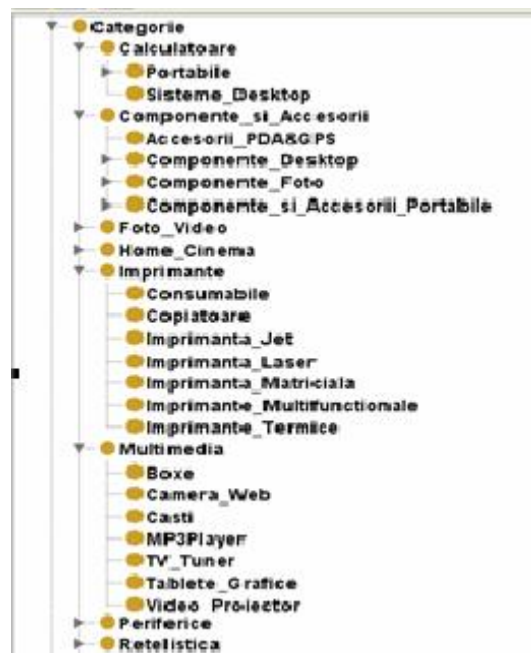 Categorie
Calculatoare
Portabile
Sisteme_Desktop
Componente_si_Accesorii
Accesorii_PDA&GPS
Componente_Desktop
Componente_Foto
Componente_si_Accesorii_Portabile
Foto_Video
Home_Cinema
Imprimante
Consumabile
Copiatoare
Imprimanta_Jet
Imprimanta_Laser
Imprimanta_Matriciala
Imprimante_Multifunctionale
Imprimante_Termice
Multimedia
Boxe
Camera_Web
Casti
MP3Player
TV_Tuner
Tablete_Grafice
Video_Proiector
Periferice
Retelistica